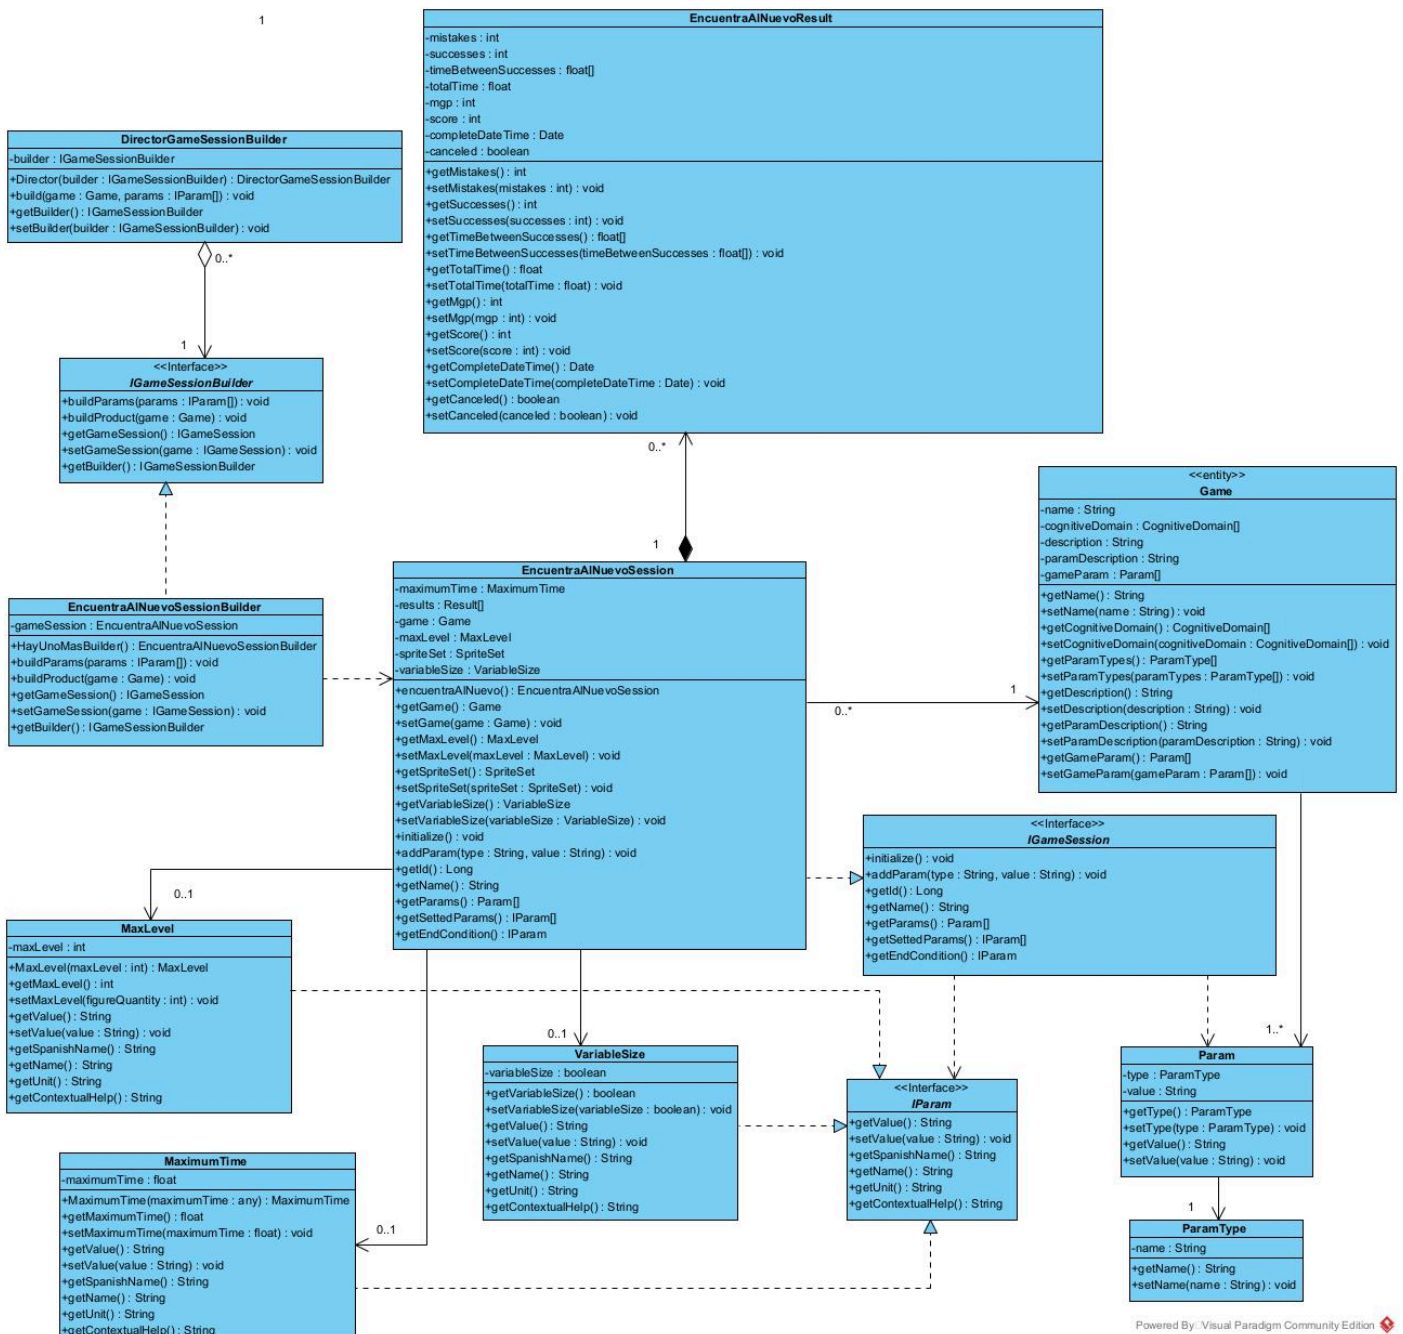 1
EncuentraAlNuevoResult
-mistakes : int
-successes : int
-timeBetweenSuccesses : float[]
-totalTime : float
-mgp : int
-score : int
-completeDateTime : Date
-canceled : boolean
+getMistakes() : int
+setMistakes(mistakes : int) : void
+getSuccesses() : int
+setSuccesses(successes : int) : void
+getTimeBetweenSuccesses() : float[]
+setTimeBetweenSuccesses(timeBetweenSuccesses : float[]) : void
+getTotalTime() : float
+setTotalTime(totalTime : float) : void
+getMgp() : int
+setMgp(mgp : int) : void
+getScore() : int
+setScore(score : int) : void
+getCompleteDateTime() : Date
+setCompleteDateTime(completeDateTime : Date) : void
+getCanceled() : boolean
+setCanceled(canceled : boolean) : void
DirectorGameSessionBuilder
-builder : IGameSessionBuilder
+Director(builder : IGameSessionBuilder) : DirectorGameSessionBuilder
+build(game : Game, params : IParam[]) : void
+getBuilder() : IGameSessionBuilder
+setBuilder(builder : IGameSessionBuilder) : void
0..*
1
<<Interface>>
IGameSessionBuilder
+buildParams(params : IParam[]) : void
+buildProduct(game : Game) : void
+getGameSession() : IGameSession
+setGameSession(game : IGameSession) : void
+getBuilder() : IGameSessionBuilder
0..*
1
<<entity>>
Game
-name : String
-cognitiveDomain : CognitiveDomain[]
-description : String
-paramDescription : String
-gameParam : Param[]
+getName() : String
+setName(name : String) : void
+getCognitiveDomain() : CognitiveDomain[]
+setCognitiveDomain(cognitiveDomain : CognitiveDomain[]) : void
+getParamTypes() : ParamType[]
+setParamTypes(paramTypes : ParamType[]) : void
+getDescription() : String
+setDescription(description : String) : void
+getParamDescription() : String
+setParamDescription(paramDescription : String) : void
+getGameParam() : Param[]
+setGameParam(gameParam : Param[]) : void
EncuentraAlNuevoSession
-maximumTime : MaximumTime
-results : Result[]
-game : Game
-maxLevel : MaxLevel
-spriteSet : SpriteSet
-variableSize : VariableSize
+encuentraAlNuevo() : EncuentraAlNuevoSession
+getGame() : Game
+setGame(game : Game) : void
+getMaxLevel() : MaxLevel
+setMaxLevel(maxLevel : MaxLevel) : void
+getSpriteSet() : SpriteSet
+setSpriteSet(spriteSet : SpriteSet) : void
+getVariableSize() : VariableSize
+setVariableSize(variableSize : VariableSize) : void
+initialize() : void
+addParam(type : String, value : String) : void
+getId() : Long
+getName() : String
+getParams() : Param[]
+getSettedParams() : IParam[]
+getEndCondition() : IParam
EncuentraAlNuevoSessionBuilder
-gameSession : EncuentraAlNuevoSession
+HayUnoMasBuilder() : EncuentraAlNuevoSessionBuilder
+buildParams(params : IParam[]) : void
+buildProduct(game : Game) : void
+getGameSession() : IGameSession
+setGameSession(game : IGameSession) : void
+getBuilder() : IGameSessionBuilder
0..*
1
<<Interface>>
IGameSession
+initialize() : void
+addParam(type : String, value : String) : void
+getId() : Long
+getName() : String
+getParams() : Param[]
+getSettedParams() : IParam[]
+getEndCondition() : IParam
0..1
MaxLevel
-maxLevel : int
+MaxLevel(maxLevel : int) : MaxLevel
+getMaxLevel() : int
+setMaxLevel(figureQuantity : int) : void
+getValue() : String
+setValue(value : String) : void
+getSpanishName() : String
+getName() : String
+getUnit() : String
+getContextualHelp() : String
0..1
VariableSize
-variableSize : boolean
+getVariableSize() : boolean
+setVariableSize(variableSize : boolean) : void
+getValue() : String
+setValue(value : String) : void
+getSpanishName() : String
+getName() : String
+getUnit() : String
+getContextualHelp() : String
<<Interface>>
IParam
+getValue() : String
+setValue(value : String) : void
+getSpanishName() : String
+getName() : String
+getUnit() : String
+getContextualHelp() : String
1..*
Param
-type : ParamType
-value : String
+getType() : ParamType
+setType(type : ParamType) : void
+getValue() : String
+setValue(value : String) : void
1
ParamType
-name : String
+getName() : String
+setName(name : String) : void
MaximumTime
-maximumTime : float
+MaximumTime(maximumTime : any) : MaximumTime
+getMaximumTime() : float
+setMaximumTime(maximumTime : float) : void
+getValue() : String
+setValue(value : String) : void
+getSpanishName() : String
+getName() : String
+getUnit() : String
+getContextualHelp() : String
0..1
Powered By Visual Paradigm Community Edition